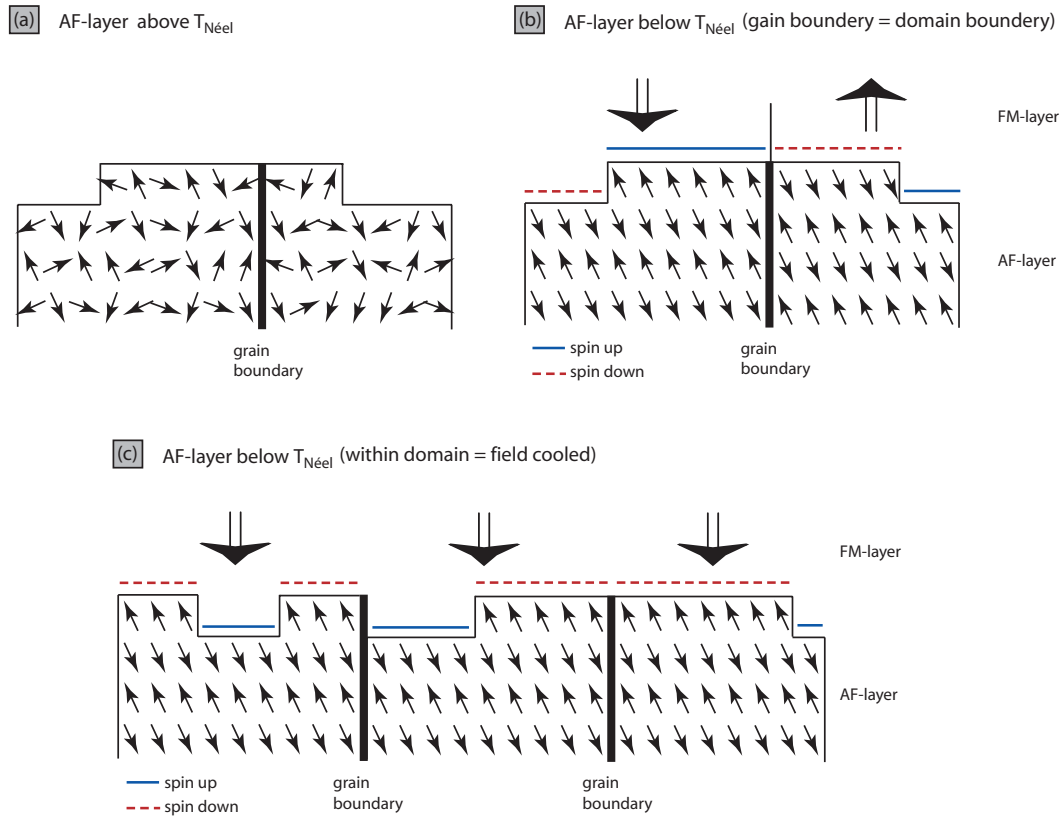 (a) AF-layer above T_Néel
(b) AF-layer below T_Néel (gain boundery = domain boundery)
FM-layer
AF-layer
grain
boundary
spin up
spin down
grain
boundary
(c) AF-layer below T_Néel (within domain = field cooled)
FM-layer
AF-layer
spin up
spin down
grain
boundary
grain
boundary